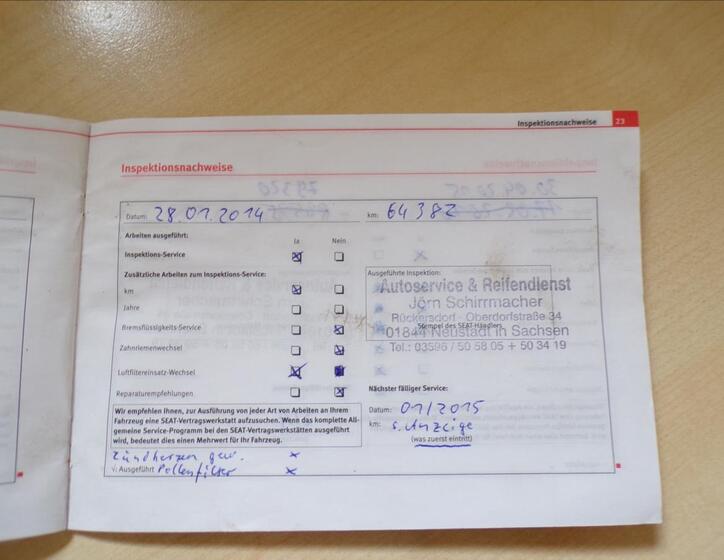 Inspektionsnachweise 23
Inspektionsnachweise
Datum: 28.01.2014 km: 64382
Arbeiten ausgeführt: Ja Nein
Inspektions-Service
Zusätzliche Arbeiten zum Inspektions-Service:
km
Jahre
Bremsflüssigkeits-Service
Zahnriemenwechsel
Luftfiltereinsatz-Wechsel
Reparaturempfehlungen
Ausgeführte Inspektion:
Autoservice & Reifendienst
Jörn Schirrmacher
Rückersdorf · Oberdorfstraße 34
Stempel des SEAT-Händlers
01844 Neustadt in Sachsen
Tel.: 03596 / 50 58 05 + 50 34 19
Nächster fälliger Service:
Datum: 01/2015
km: s. Anzeige
(was zuerst eintritt)
Wir empfehlen Ihnen, zur Ausführung von jeder Art von Arbeiten an Ihrem
Fahrzeug eine SEAT-Vertragswerkstatt aufzusuchen. Wenn das komplette All-
gemeine Service-Programm bei den SEAT-Vertragswerkstätten ausgeführt
wird, bedeutet dies einen Mehrwert für Ihr Fahrzeug.
Zündkerzen gew. x
√: Ausgeführt Pollenfilter x